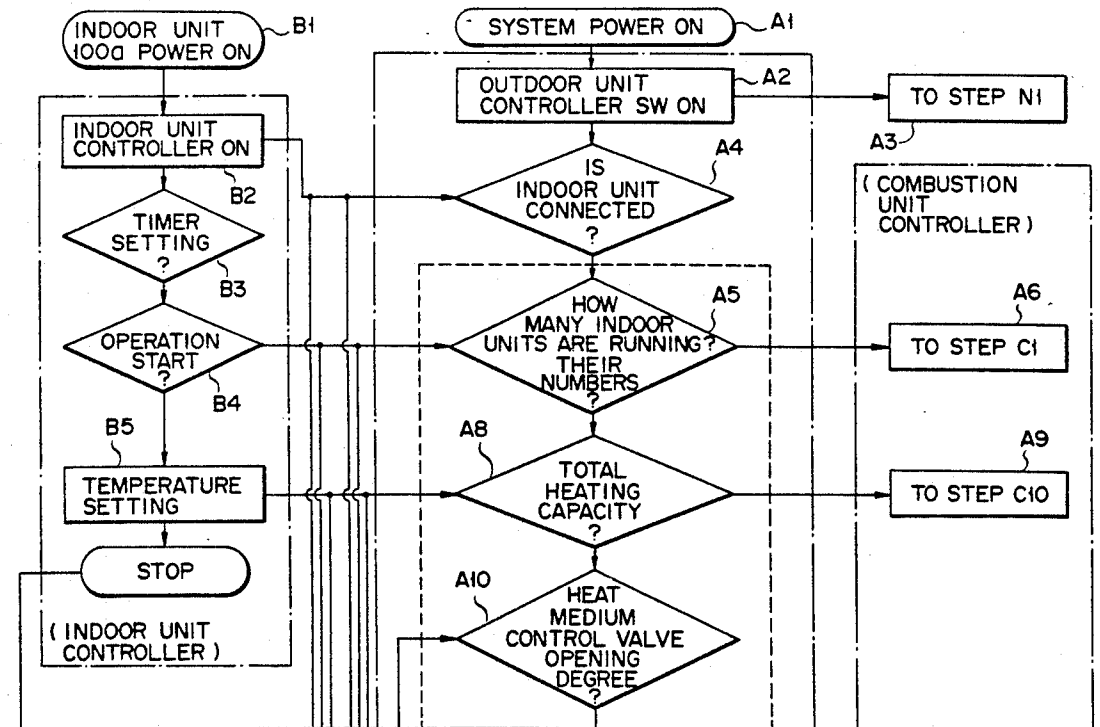 INDOOR UNIT
100a POWER ON
B1
INDOOR UNIT
CONTROLLER ON
B2
TIMER
SETTING
?
B3
OPERATION
START
?
B4
B5
TEMPERATURE
SETTING
STOP
( INDOOR UNIT
CONTROLLER )
SYSTEM POWER ON
A1
OUTDOOR UNIT
CONTROLLER SW ON
A2
IS
INDOOR UNIT
CONNECTED
?
A4
HOW
MANY INDOOR
UNITS ARE RUNNING?
THEIR
NUMBERS
?
A5
A8
TOTAL
HEATING
CAPACITY
?
A10
HEAT
MEDIUM
CONTROL VALVE
OPENING
DEGREE
?
TO STEP N1
A3
( COMBUSTION
UNIT
CONTROLLER )
A6
TO STEP C1
A9
TO STEP C10